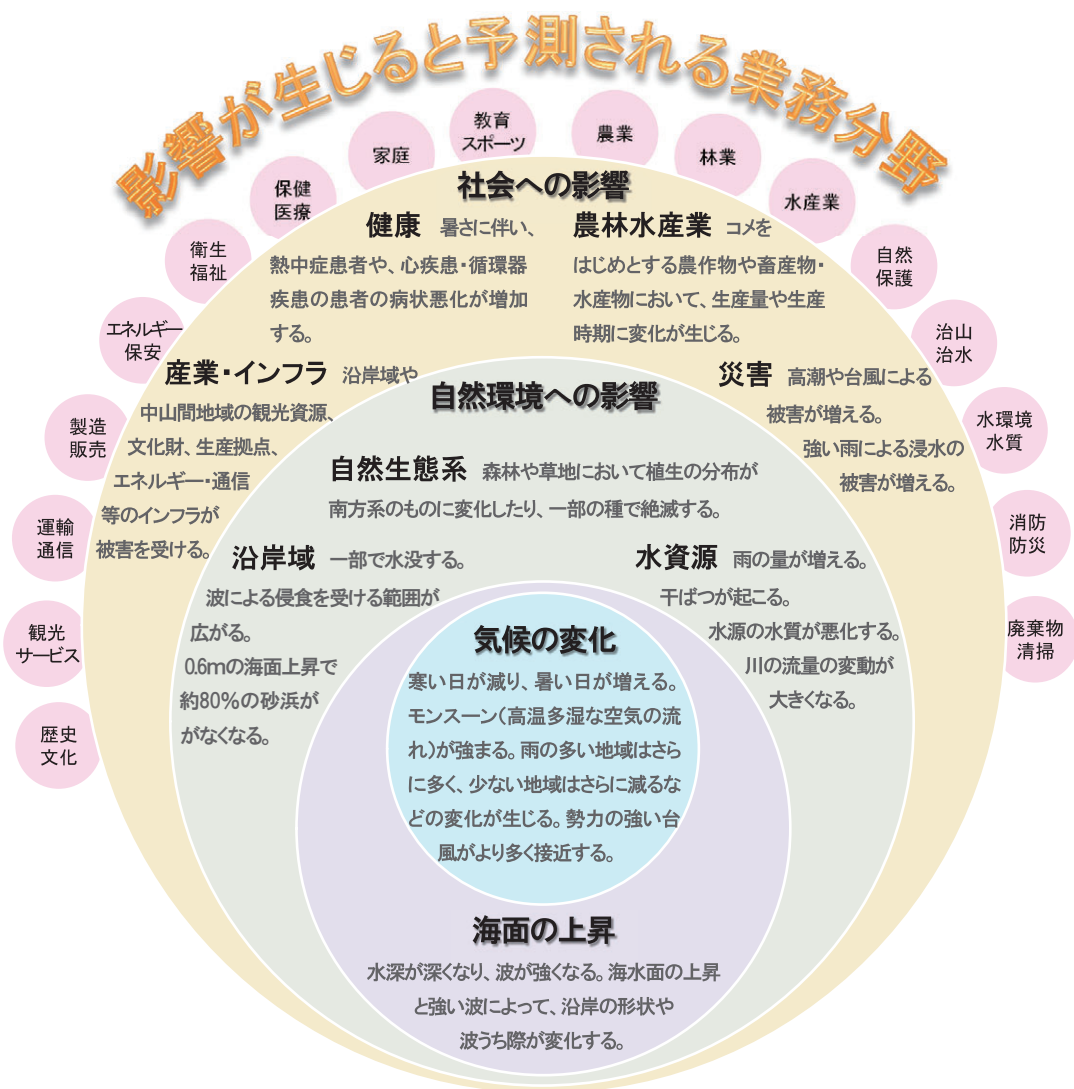 影響が生じると予測される業務分野
歴史
文化
観光
サービス
運輸
通信
製造
販売
エネルギー
保安
衛生
福祉
保健
医療
家庭
教育
スポーツ
農業
林業
水産業
自然
保護
治山
治水
水環境
水質
消防
防災
廃棄物
清掃
社会への影響
健康 暑さに伴い、
熱中症患者や、心疾患・循環器
疾患の患者の病状悪化が増加
する。
農林水産業 コメを
はじめとする農作物や畜産物・
水産物において、生産量や生産
時期に変化が生じる。
産業・インフラ 沿岸域や
中山間地域の観光資源、
文化財、生産拠点、
エネルギー・通信
等のインフラが
被害を受ける。
災害 高潮や台風による
被害が増える。
強い雨による浸水の
被害が増える。
自然環境への影響
自然生態系 森林や草地において植生の分布が
南方系のものに変化したり、一部の種で絶滅する。
沿岸域 一部で水没する。
波による侵食を受ける範囲が
広がる。
0.6mの海面上昇で
約80%の砂浜が
がなくなる。
水資源 雨の量が増える。
干ばつが起こる。
水源の水質が悪化する。
川の流量の変動が
大きくなる。
気候の変化
寒い日が減り、暑い日が増える。
モンスーン(高温多湿な空気の流
れ)が強まる。雨の多い地域はさら
に多く、少ない地域はさらに減るな
どの変化が生じる。勢力の強い台
風がより多く接近する。
海面の上昇
水深が深くなり、波が強くなる。海水面の上昇
と強い波によって、沿岸の形状や
波うち際が変化する。